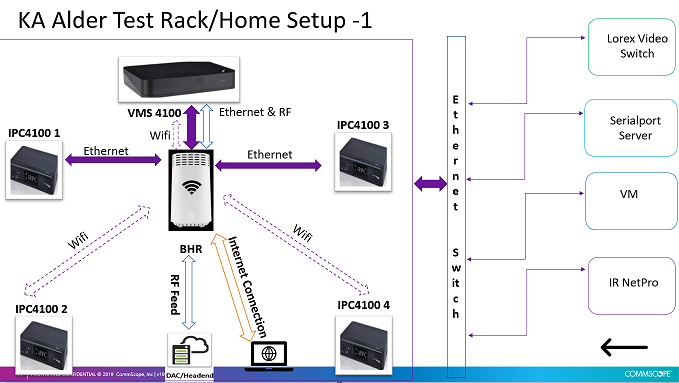 KA Alder Test Rack/Home Setup -1
VMS 4100
Ethernet & RF
Wifi
IPC4100 1
Ethernet
IPC4100 3
Ethernet
Wifi
Wifi
BHR
RF Feed
Internet Connection
IPC4100 2
IPC4100 4
DAC/Headend
Ethernet
Switch
Lorex Video
Switch
Serialport
Server
VM
IR NetPro
CONFIDENTIAL © 2019 CommScope, Inc
COMMSCOPE